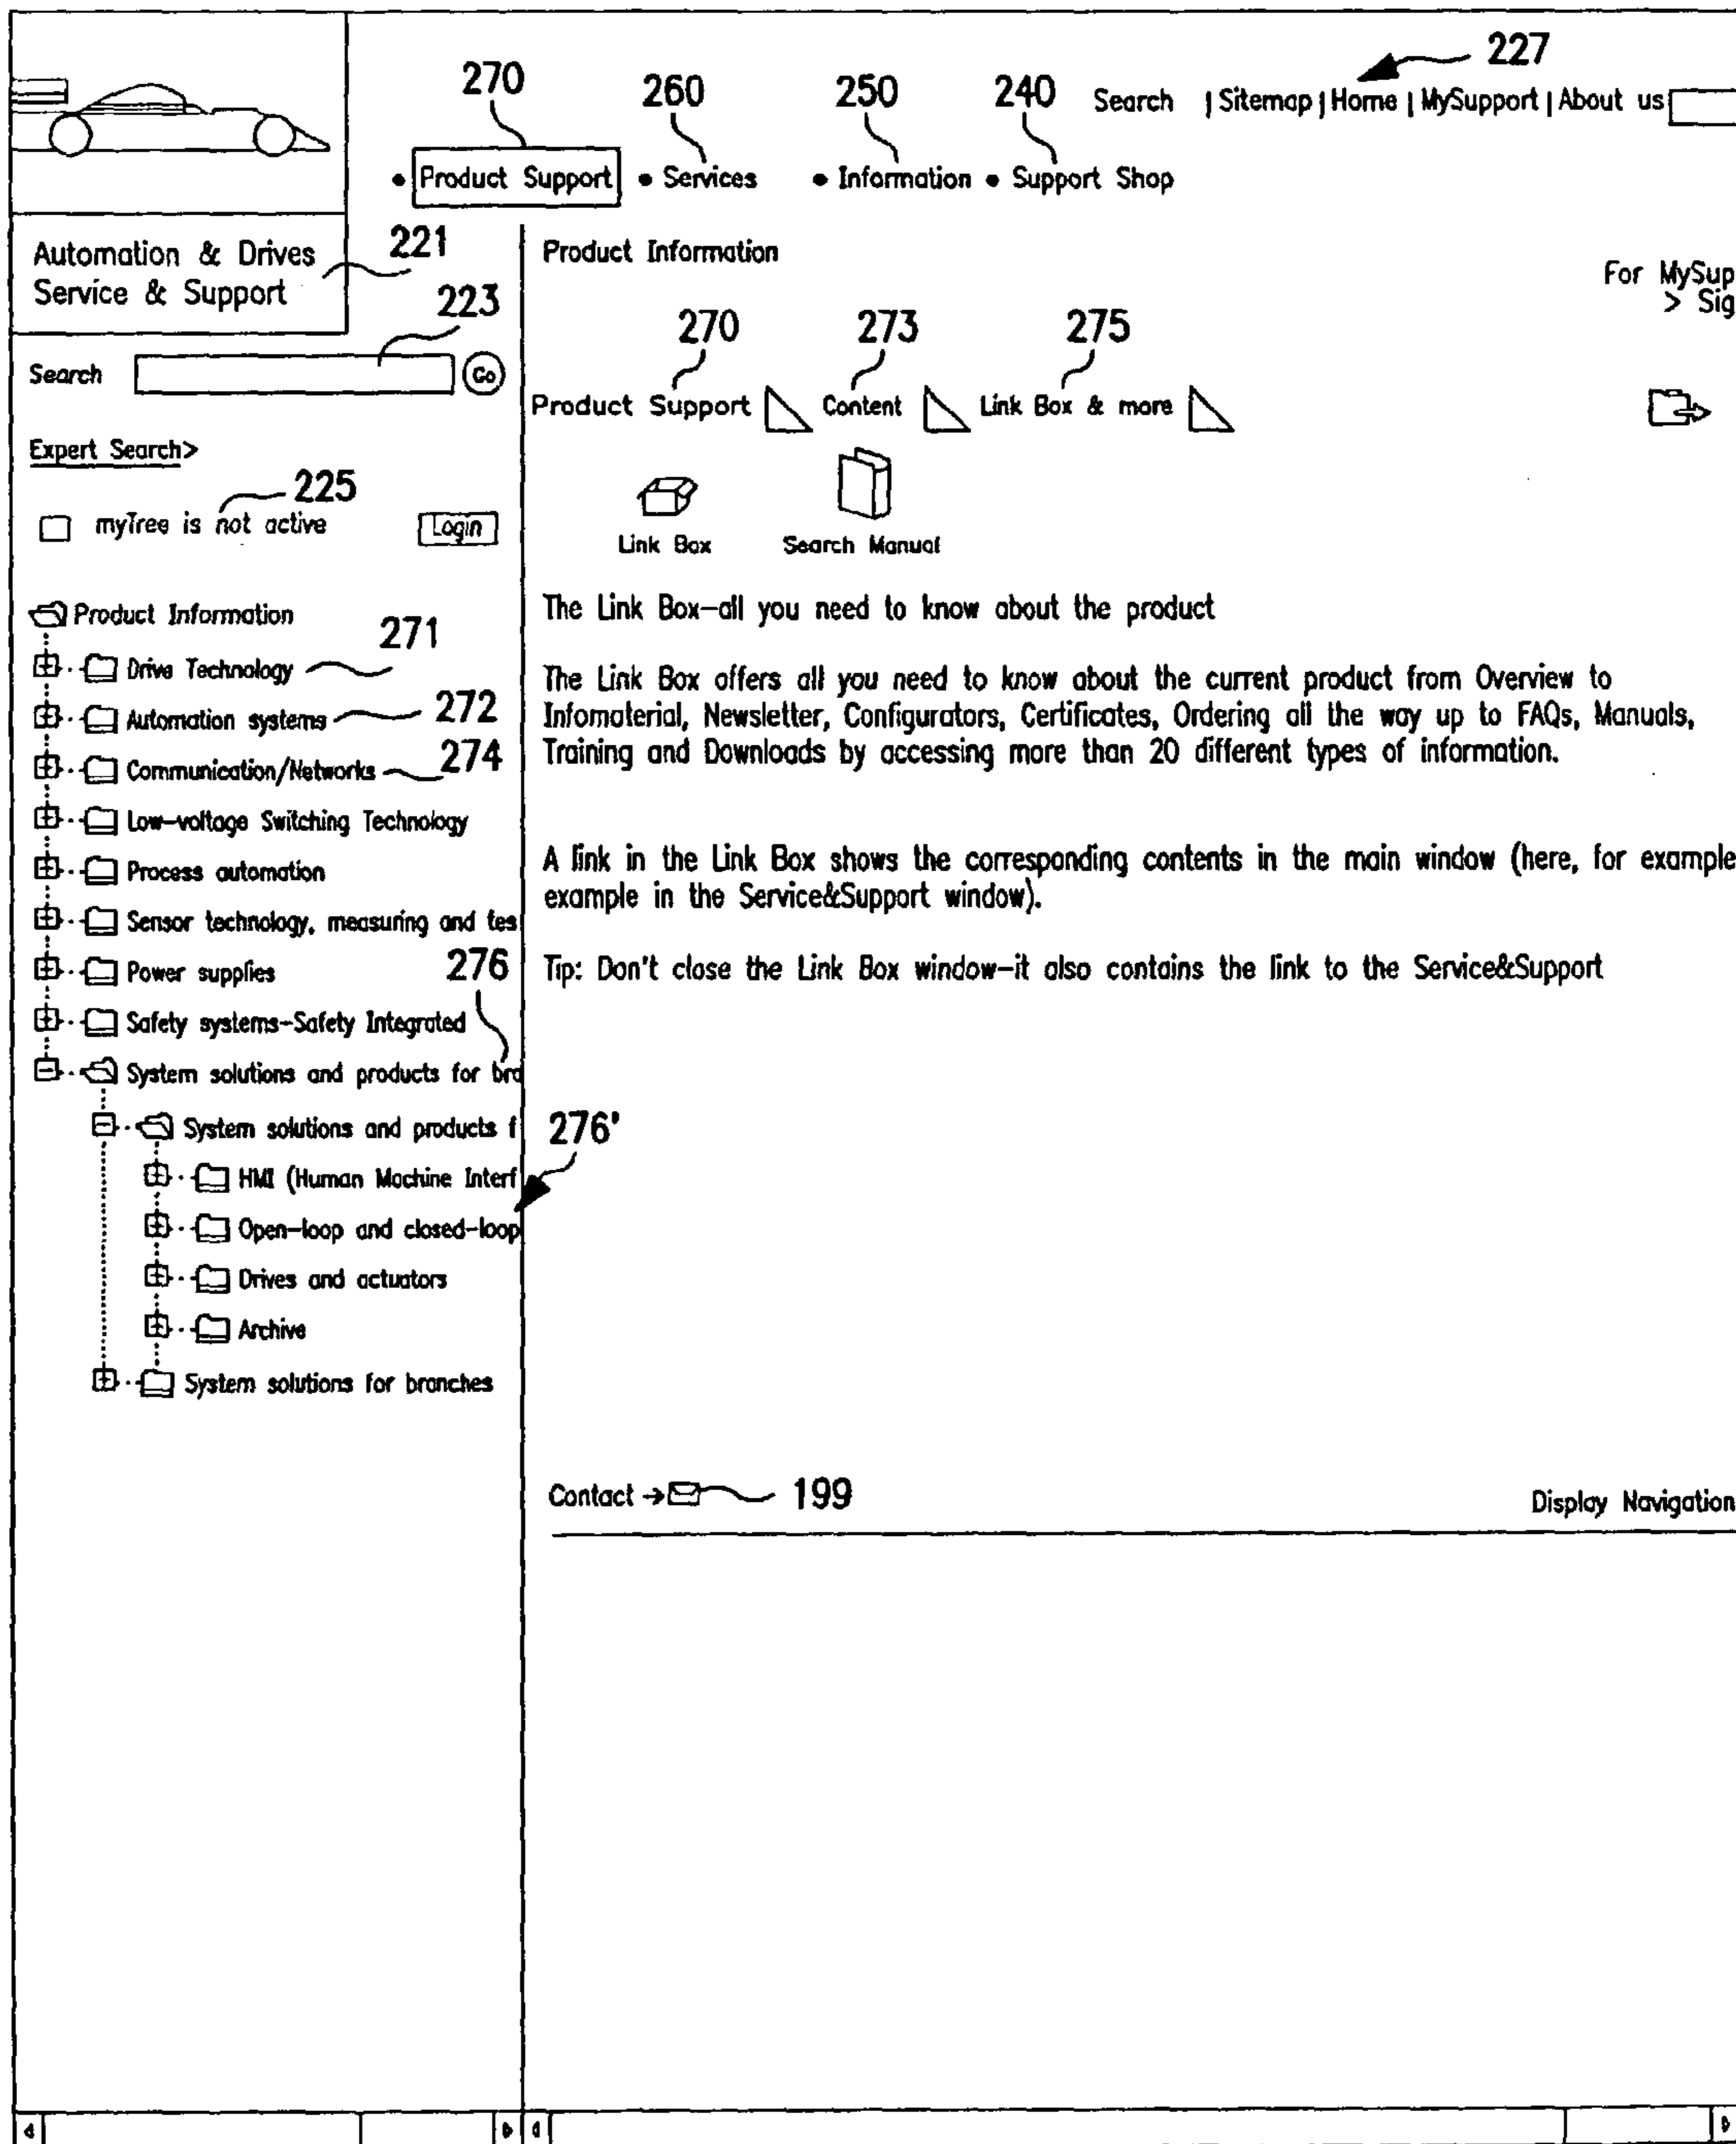 227
270 260 250 240
Search | Sitemap | Home | MySupport | About us
• Product Support • Services • Information • Support Shop
Automation & Drives
Service & Support
221
223
Search Go
Expert Search>
225
myTree is not active Login
Product Information
271
Drive Technology
Automation systems 272
Communication/Networks 274
Low-voltage Switching Technology
Process automation
Sensor technology, measuring and tes
Power supplies 276
Safety systems-Safety Integrated
System solutions and products for bra
System solutions and products f
276'
HMI (Human Machine Interf
Open-loop and closed-loop
Drives and actuators
Archive
System solutions for branches
Product Information
For MySup
> Sig
270 273 275
Product Support Content Link Box & more
Link Box Search Manual
The Link Box-all you need to know about the product
The Link Box offers all you need to know about the current product from Overview to
Infomaterial, Newsletter, Configurators, Certificates, Ordering all the way up to FAQs, Manuals,
Training and Downloads by accessing more than 20 different types of information.
A link in the Link Box shows the corresponding contents in the main window (here, for example
example in the Service&Support window).
Tip: Don't close the Link Box window-it also contains the link to the Service&Support
Contact → 199
Display Navigation